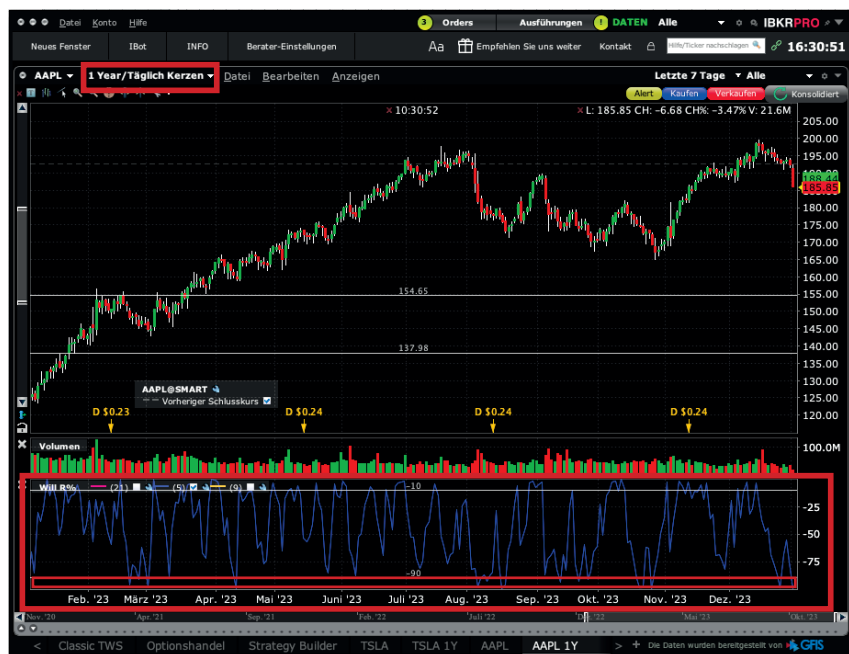 Datei Konto Hilfe
3 Orders Ausführungen ! DATEN Alle IBKRPRO
Neues Fenster IBot INFO Berater-Einstellungen Aa Empfehlen Sie uns weiter Kontakt Hilfe/Ticker nachschlagen 16:30:51
AAPL 1 Year/Täglich Kerzen Datei Bearbeiten Anzeigen Letzte 7 Tage Alle
Alert Kaufen Verkaufen Konsolidiert
10:30:52 L: 185.85 CH: -6.68 CH%: -3.47% V: 21.6M
205.00
200.00
195.00
188.44
185.85
180.00
175.00
170.00
165.00
160.00
154.65
155.00
150.00
145.00
140.00
137.98
135.00
130.00
AAPL@SMART
Vorheriger Schlusskurs
125.00
120.00
D $0.23 D $0.24 D $0.24 D $0.24
Volumen
100.0M
Will R% (21) (5) (9)
-10
-25
-50
-75
-90
Feb. '23 März '23 Apr. '23 Mai '23 Juni '23 Juli '23 Aug. '23 Sep. '23 Okt. '23 Nov. '23 Dez. '23
Nov. '20 Apr.'21 Sep.'21 Feb.'22 Juli '22 '22 Mai '23 Okt.'23
< Classic TWS Optionshandel Strategy Builder TSLA TSLA 1Y AAPL AAPL 1Y > + Die Daten wurden bereitgestellt von GFIS